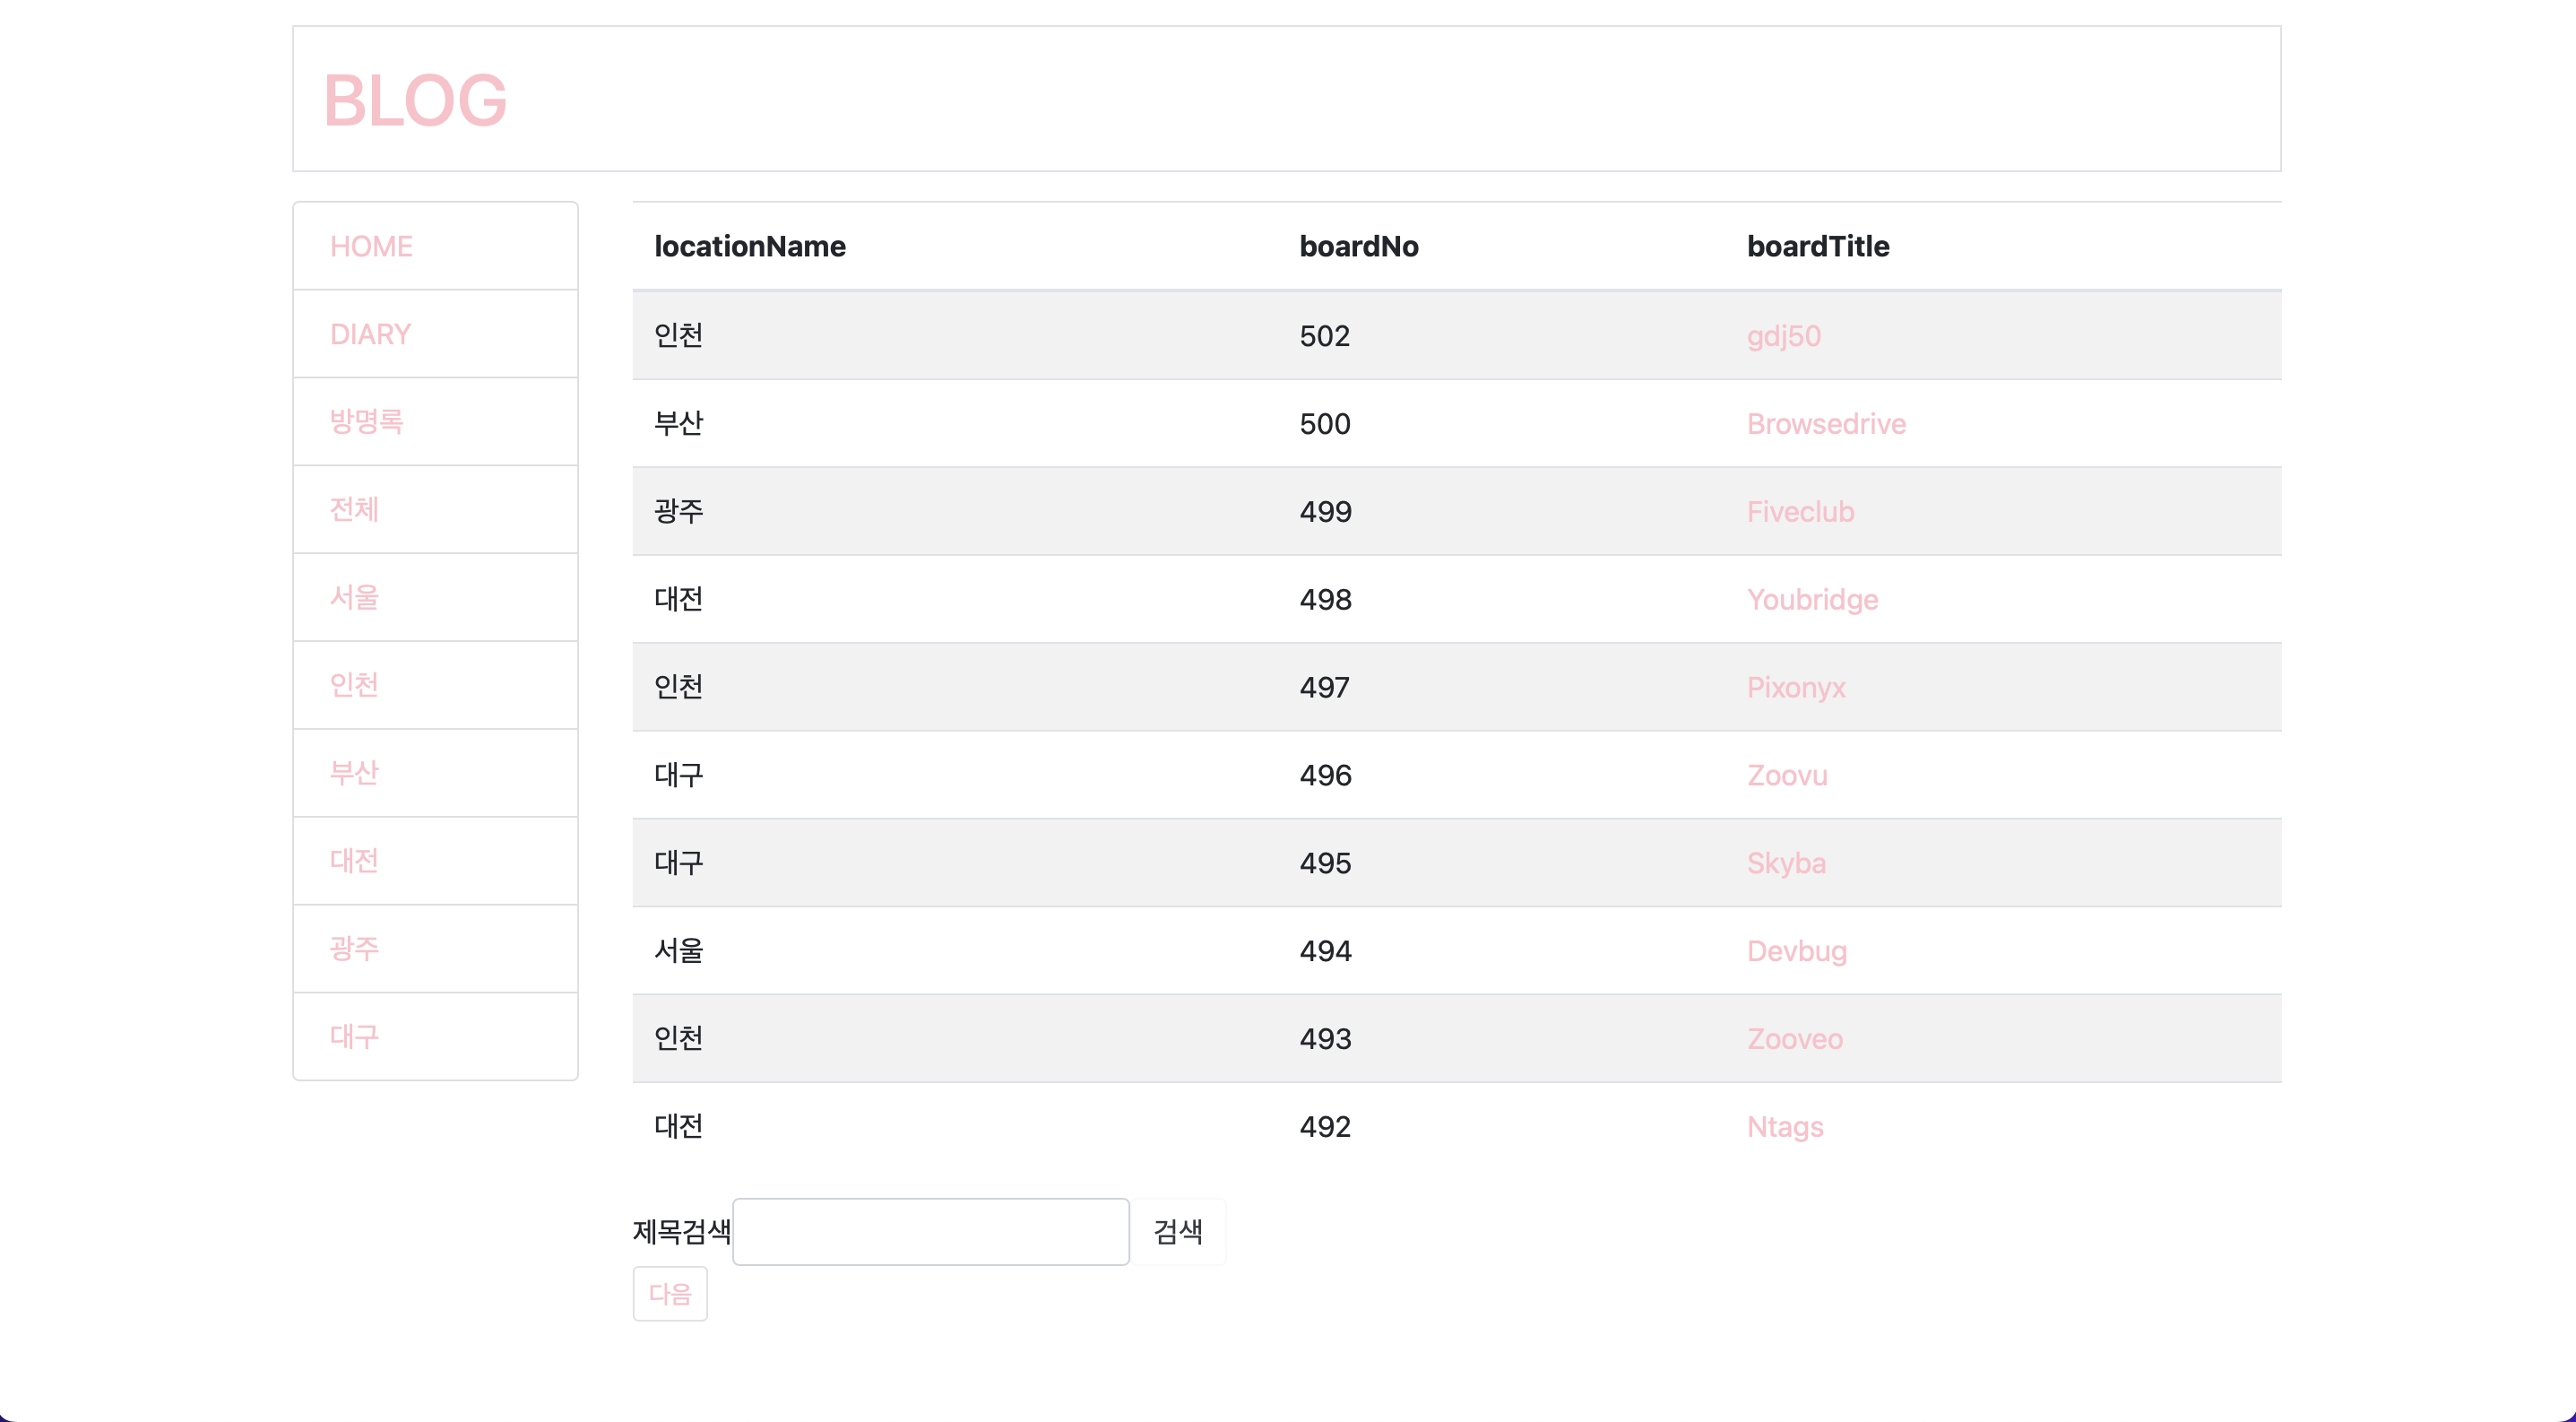 BLOG
HOME
DIARY
방명록
전체
서울
인천
부산
대전
광주
대구
locationName boardNo boardTitle
인천 502 gdj50
부산 500 Browsedrive
광주 499 Fiveclub
대전 498 Youbridge
인천 497 Pixonyx
대구 496 Zoovu
대구 495 Skyba
서울 494 Devbug
인천 493 Zooveo
대전 492 Ntags
제목검색 검색
다음